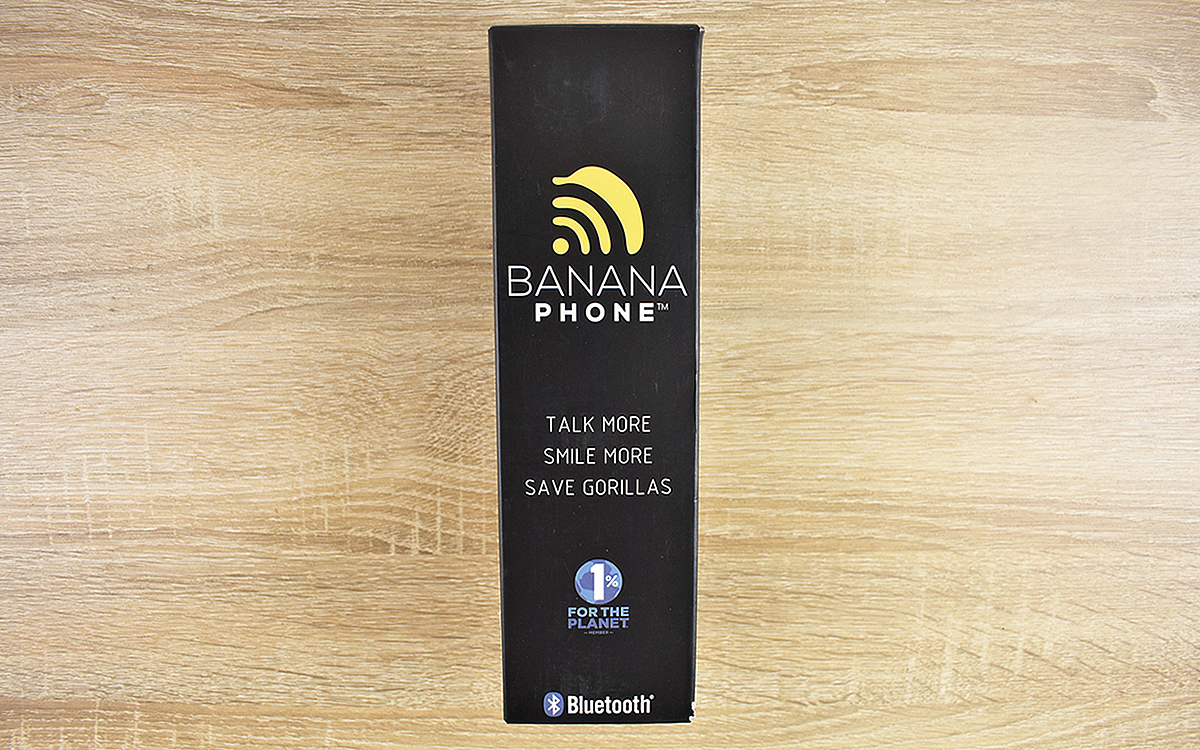 BANANA
PHONE™
TALK MORE
SMILE MORE
SAVE GORILLAS
1%
FOR THE
PLANET
— MEMBER —
Bluetooth®